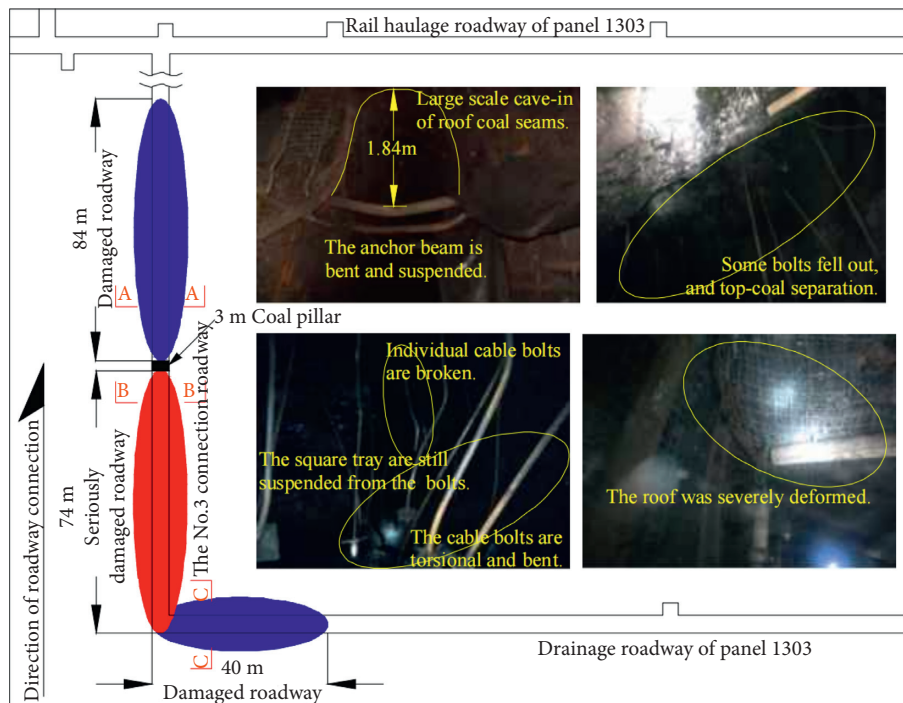 Rail haulage roadway of panel 1303
Large scale cave-in
of roof coal seams.
1.84m
The anchor beam is
bent and suspended.
Some bolts fell out,
and top-coal separation.
84 m
Damaged roadway
A
A
3 m Coal pillar
B
B
The No.3 connection roadway
74 m
Seriously
damaged roadway
Direction of roadway connection
Individual cable bolts
are broken.
The square tray are still
suspended from the bolts.
The cable bolts are
torsional and bent.
The roof was severely deformed.
C
C
40 m
Damaged roadway
Drainage roadway of panel 1303